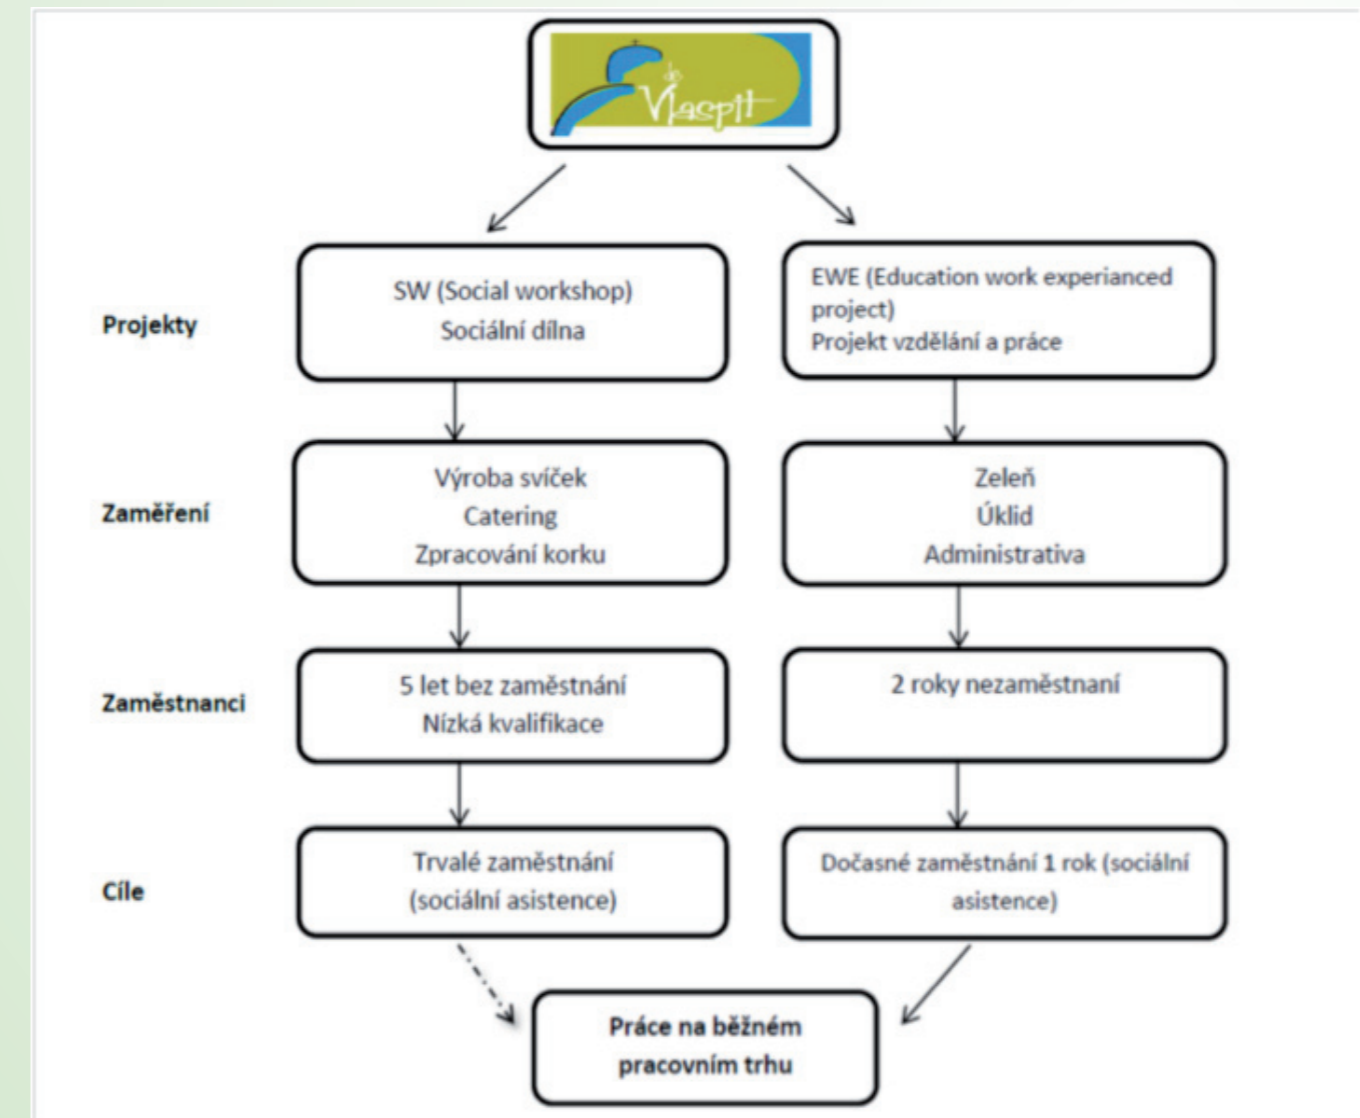 de
Vlaspit
SW (Social workshop)
Sociální dílna
EWE (Education work experianced
project)
Projekt vzdělání a práce
Projekty
Výroba svíček
Catering
Zpracování korku
Zeleň
Úklid
Administrativa
Zaměření
5 let bez zaměstnání
Nízká kvalifikace
2 roky nezaměstnaní
Zaměstnanci
Trvalé zaměstnání
(sociální asistence)
Dočasné zaměstnání 1 rok (sociální
asistence)
Cíle
Práce na běžném
pracovním trhu